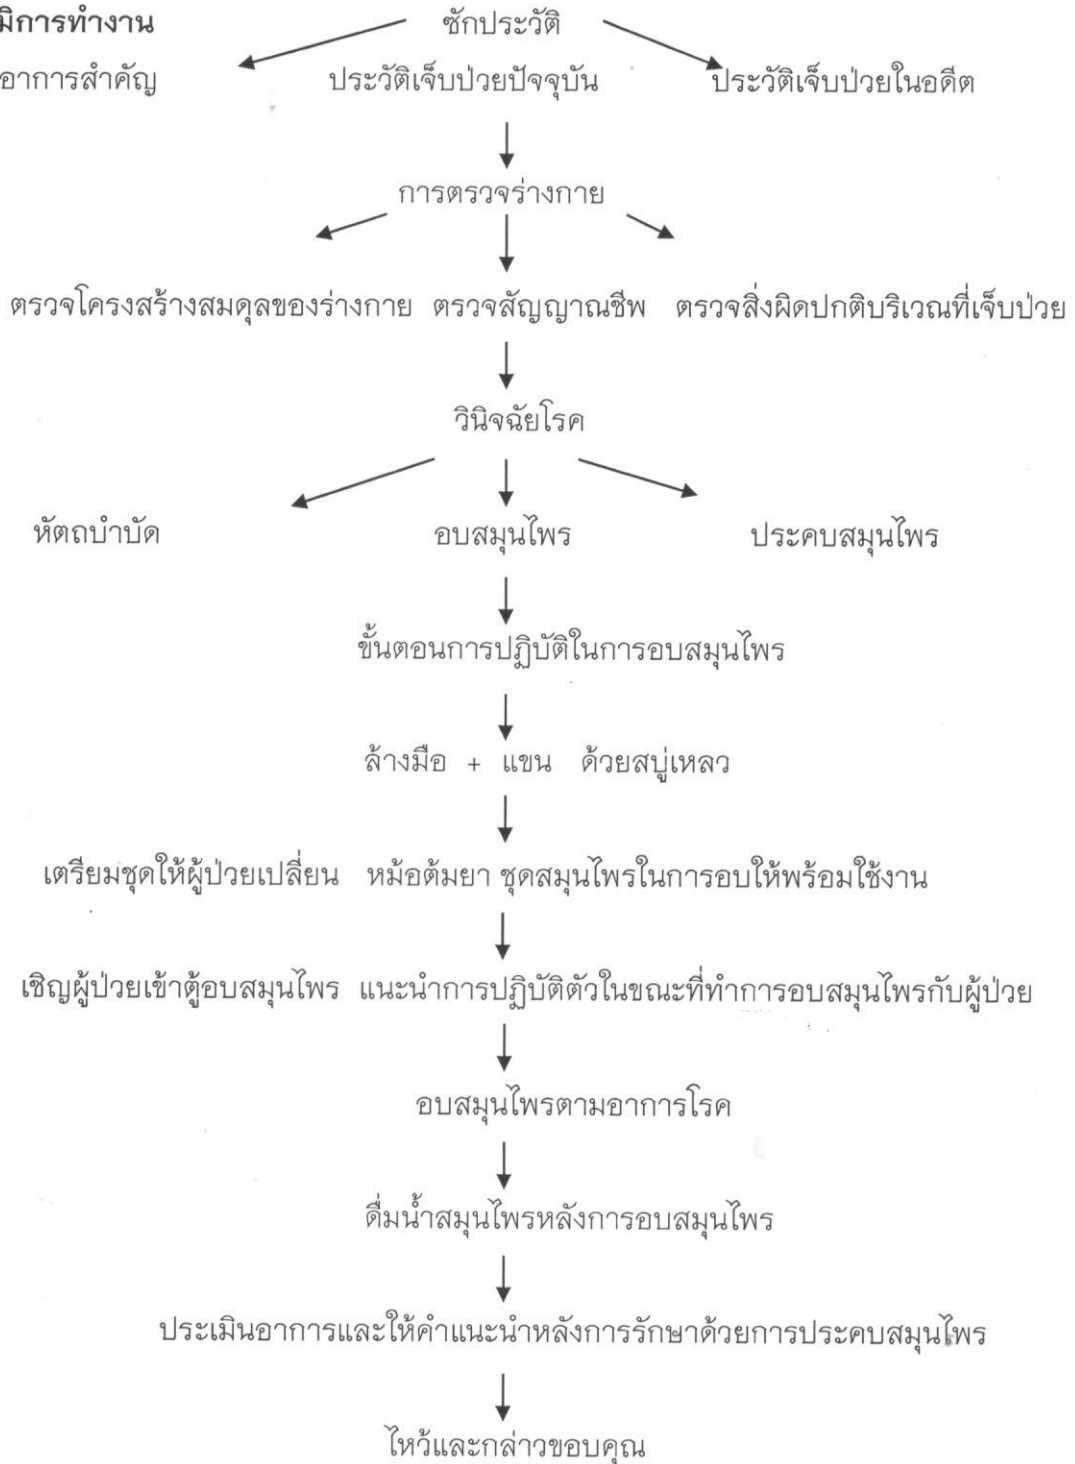 มิการทำงาน ซักประวัติ
อาการสำคัญ ประวัติเจ็บป่วยปัจจุบัน ประวัติเจ็บป่วยในอดีต
การตรวจร่างกาย
ตรวจโครงสร้างสมดุลของร่างกาย ตรวจสัญญาณชีพ ตรวจสิ่งผิดปกติบริเวณที่เจ็บป่วย
วินิจฉัยโรค
หัตถบำบัด อบสมุนไพร ประคบสมุนไพร
ขั้นตอนการปฏิบัติในการอบสมุนไพร
ล้างมือ + แขน ด้วยสบู่เหลว
เตรียมชุดให้ผู้ป่วยเปลี่ยน หม้อต้มยา ชุดสมุนไพรในการอบให้พร้อมใช้งาน
เชิญผู้ป่วยเข้าตู้อบสมุนไพร แนะนำการปฏิบัติตัวในขณะที่ทำการอบสมุนไพรกับผู้ป่วย
อบสมุนไพรตามอาการโรค
ดื่มน้ำสมุนไพรหลังการอบสมุนไพร
ประเมินอาการและให้คำแนะนำหลังการรักษาด้วยการประคบสมุนไพร
ไหว้และกล่าวขอบคุณ